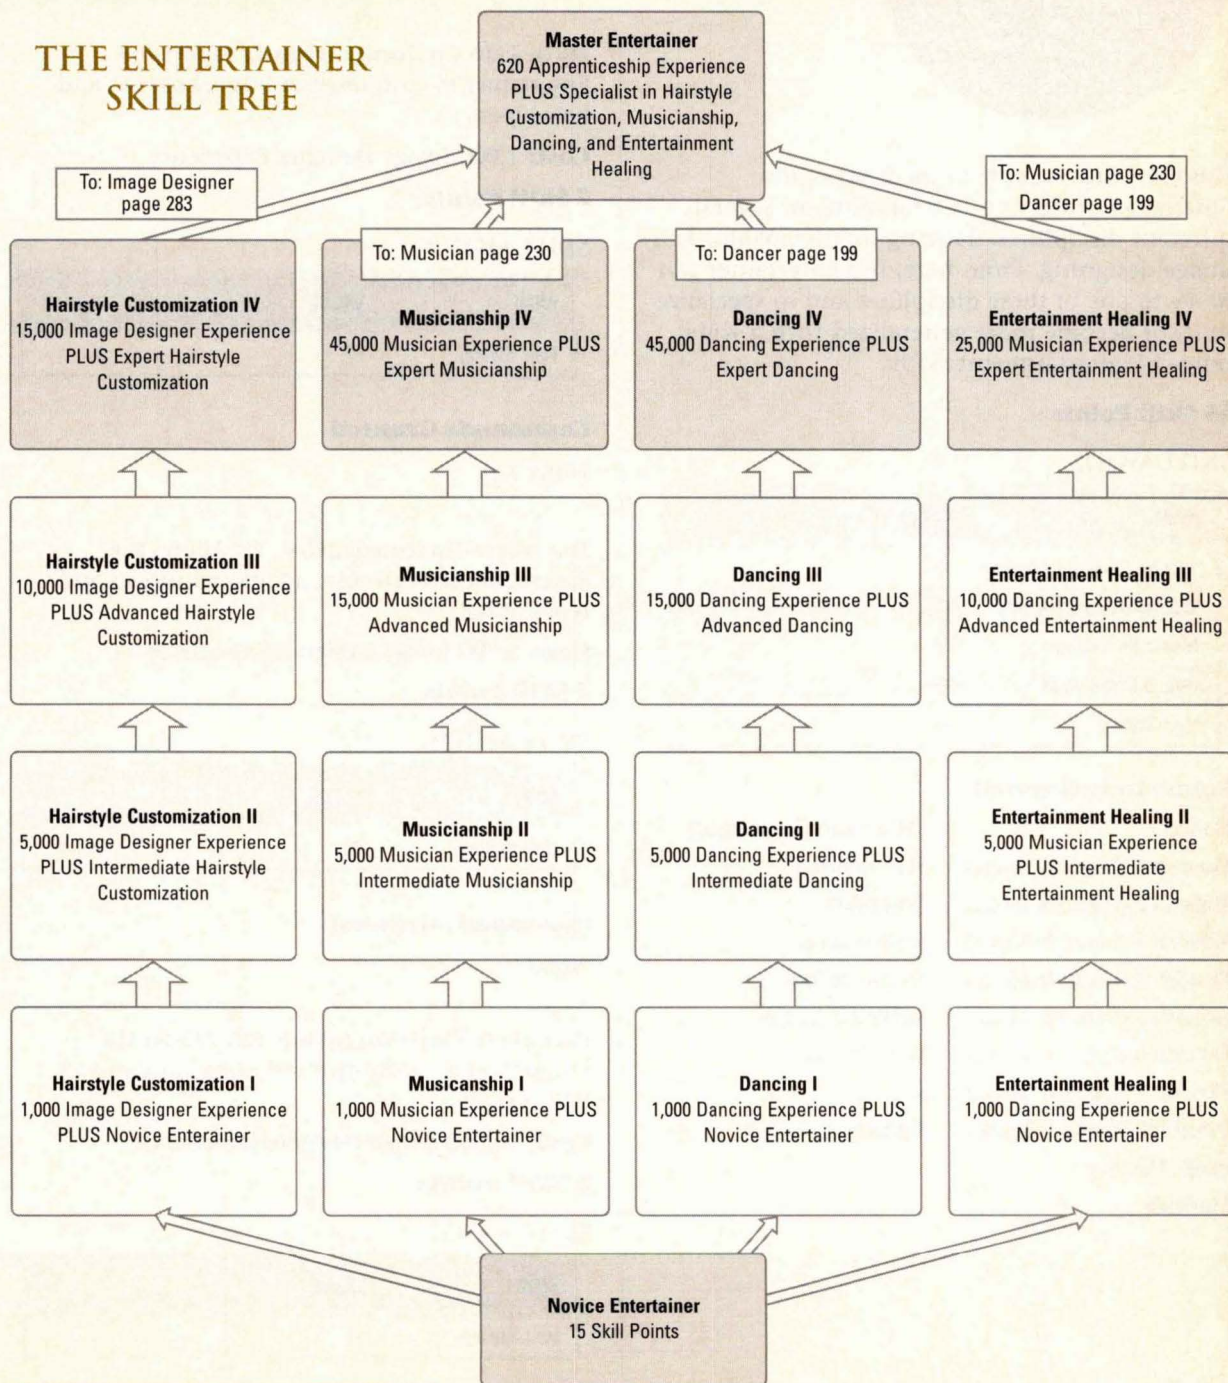 THE ENTERTAINER
SKILL TREE
Master Entertainer
620 Apprenticeship Experience
PLUS Specialist in Hairstyle
Customization, Musicianship,
Dancing, and Entertainment
Healing
To: Image Designer
page 283
To: Musician page 230
To: Dancer page 199
To: Musician page 230
Dancer page 199
Hairstyle Customization IV
15,000 Image Designer Experience
PLUS Expert Hairstyle
Customization
Musicianship IV
45,000 Musician Experience PLUS
Expert Musicianship
Dancing IV
45,000 Dancing Experience PLUS
Expert Dancing
Entertainment Healing IV
25,000 Musician Experience PLUS
Expert Entertainment Healing
Hairstyle Customization III
10,000 Image Designer Experience
PLUS Advanced Hairstyle
Customization
Musicianship III
15,000 Musician Experience PLUS
Advanced Musicianship
Dancing III
15,000 Dancing Experience PLUS
Advanced Dancing
Entertainment Healing III
10,000 Dancing Experience PLUS
Advanced Entertainment Healing
Hairstyle Customization II
5,000 Image Designer Experience
PLUS Intermediate Hairstyle
Customization
Musicianship II
5,000 Musician Experience PLUS
Intermediate Musicianship
Dancing II
5,000 Dancing Experience PLUS
Intermediate Dancing
Entertainment Healing II
5,000 Musician Experience
PLUS Intermediate
Entertainment Healing
Hairstyle Customization I
1,000 Image Designer Experience
PLUS Novice Enterainer
Musicanship I
1,000 Musician Experience PLUS
Novice Entertainer
Dancing I
1,000 Dancing Experience PLUS
Novice Entertainer
Entertainment Healing I
1,000 Dancing Experience PLUS
Novice Entertainer
Novice Entertainer
15 Skill Points